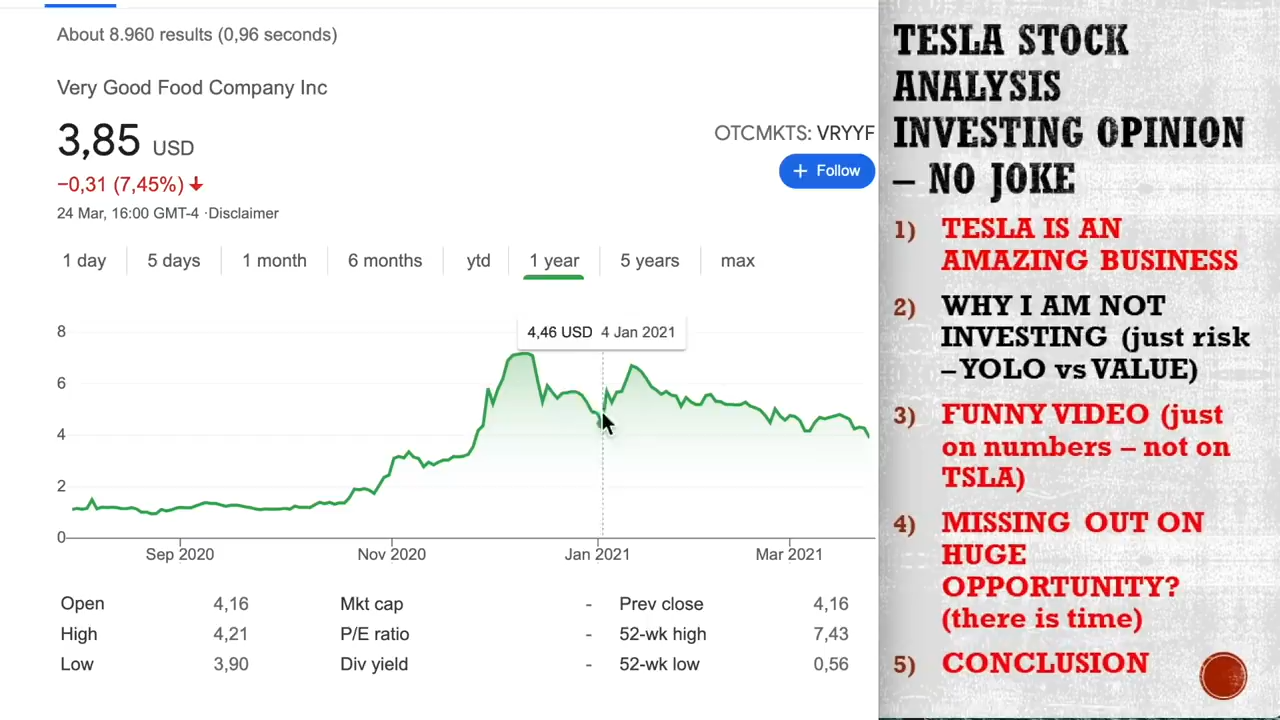 About 8.960 results (0,96 seconds)
Very Good Food Company Inc
3,85 USD
OTCMKTS: VRYYF
−0,31 (7,45%)
+ Follow
24 Mar, 16:00 GMT-4 ·Disclaimer
1 day 5 days 1 month 6 months ytd 1 year 5 years max
4,46 USD 4 Jan 2021
8
6
4
2
0
Sep 2020 Nov 2020 Jan 2021 Mar 2021
Open 4,16 Mkt cap - Prev close 4,16
High 4,21 P/E ratio - 52-wk high 7,43
Low 3,90 Div yield - 52-wk low 0,56
TESLA STOCK
ANALYSIS
INVESTING OPINION
– NO JOKE
1) TESLA IS AN
AMAZING BUSINESS
2) WHY I AM NOT
INVESTING (just risk
– YOLO vs VALUE)
3) FUNNY VIDEO (just
on numbers – not on
TSLA)
4) MISSING OUT ON
HUGE
OPPORTUNITY?
(there is time)
5) CONCLUSION